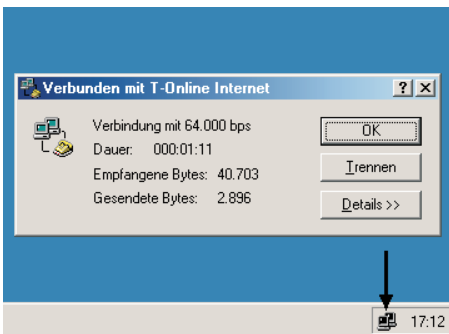 Verbunden mit T-Online Internet
Verbindung mit 64.000 bps
OK
Dauer: 000:01:11
Empfangene Bytes: 40.703
Trennen
Gesendete Bytes: 2.896
Details >>
17:12